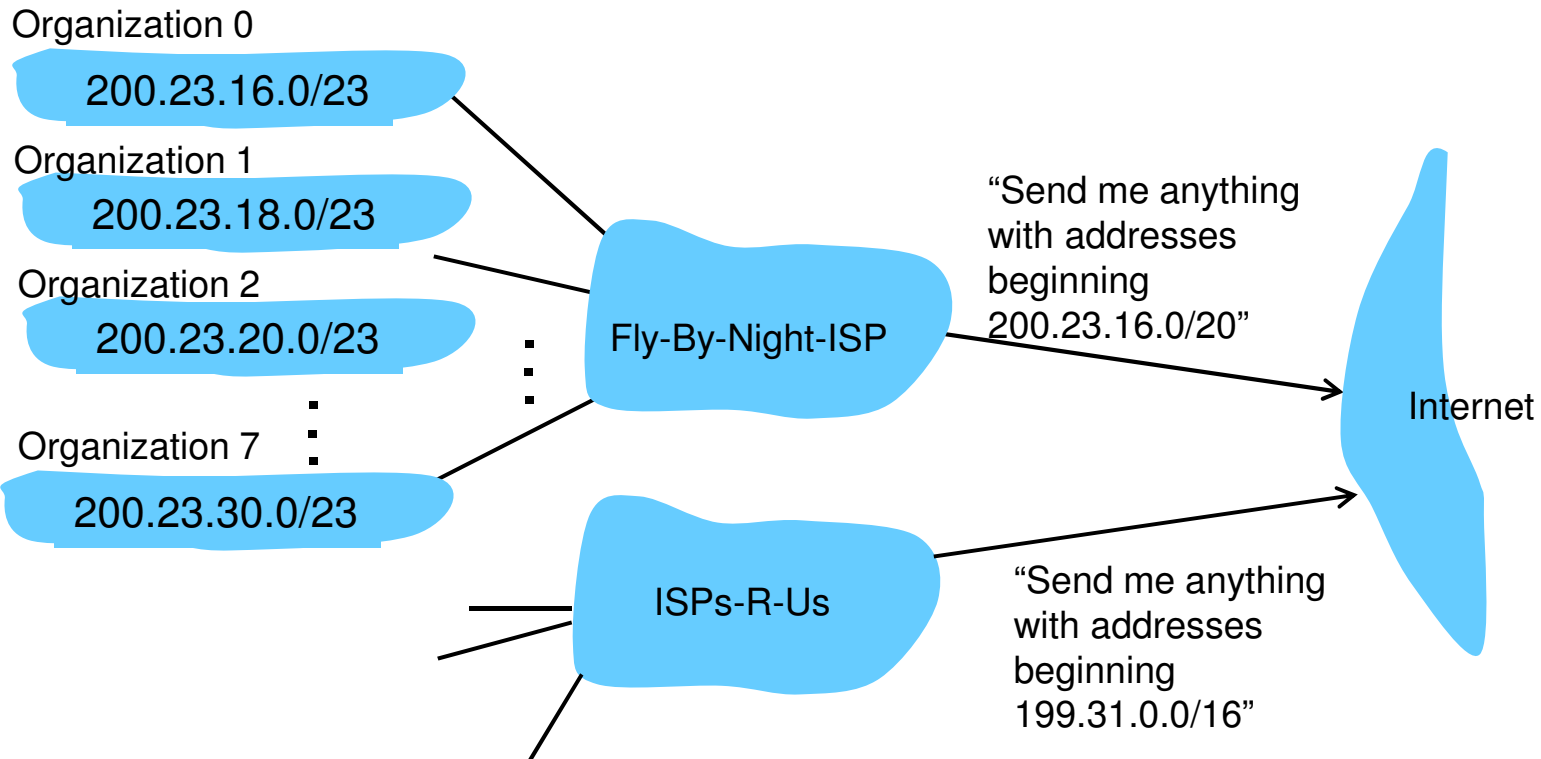 Organization 0
200.23.16.0/23
Organization 1
200.23.18.0/23
Organization 2
200.23.20.0/23
Organization 7
200.23.30.0/23
Fly-By-Night-ISP
“Send me anything
with addresses
beginning
200.23.16.0/20”
Internet
ISPs-R-Us
“Send me anything
with addresses
beginning
199.31.0.0/16”